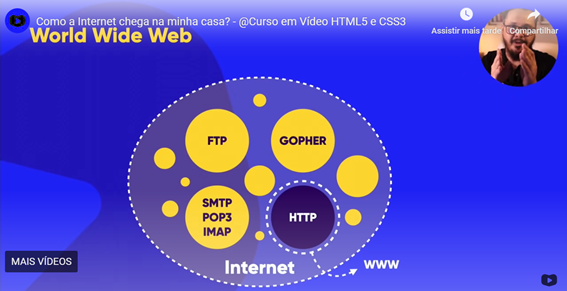 Como a Internet chega na minha casa? - @Curso em Vídeo HTML5 e CSS3
World Wide Web
Assistir mais tarde
Compartilhar
FTP
GOPHER
SMTP
POP3
IMAP
HTTP
Internet
WWW
MAIS VÍDEOS